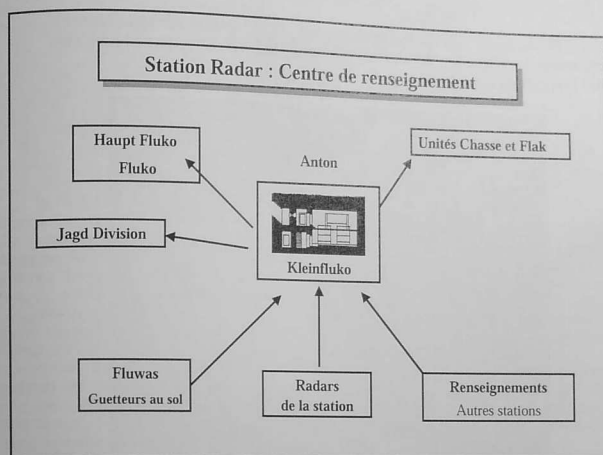 Station Radar : Centre de renseignement
Haupt Fluko
Fluko
Anton
Unités Chasse et Flak
Jagd Division
Kleinfluko
Fluwas
Guetteurs au sol
Radars
de la station
Renseignements
Autres stations